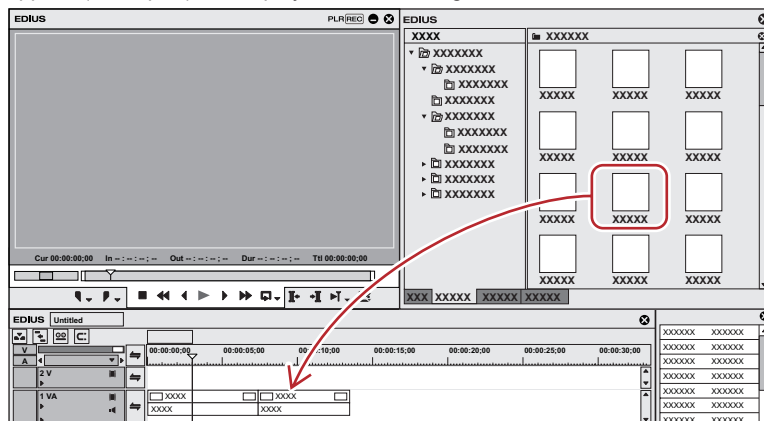 EDIUS PLR REC
EDIUS
XXXX
XXXXXXX
XXXXXXX
XXXXXXX
XXXXXXX
XXXXXXX
XXXXXXX
XXXXXXX
XXXXXXX
XXXXXXX
XXXXXXX
XXXXXX
XXXXX XXXXX XXXXX
XXXXX XXXXX XXXXX
XXXXX XXXXX XXXXX
XXXXX XXXXX XXXXX
XXX XXXXX XXXXX XXXXX
Cur 00:00:00;00 In -- : -- : -- ; -- Out -- : -- : -- ; -- Dur -- : -- : -- ; -- Ttl 00:00:00;00
EDIUS Untitled
V
A
00:00:00;00 00:00:05;00 00:00:10;00 00:00:15;00 00:00:20;00 00:00:25;00 00:00:30;00
2 V
1 VA
XXXX XXXX
XXXX XXXX
XXXXXX XXXXXX
XXXXXX XXXXXX
XXXXXX XXXXXX
XXXXXX XXXXXX
XXXXXX XXXXXX
XXXXXX XXXXXX
XXXXXX XXXXXX